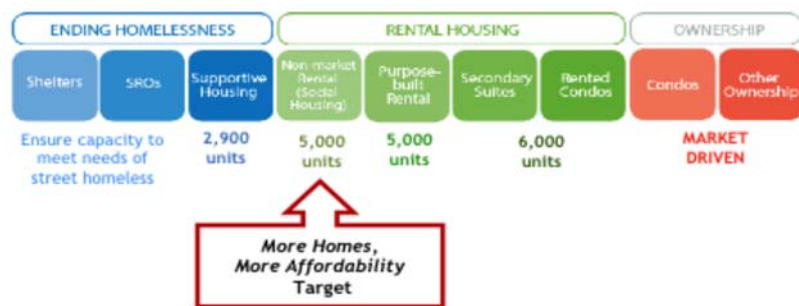 ENDING HOMELESSNESS
RENTAL HOUSING
OWNERSHIP
Shelters
SROs
Supportive
Housing
Non-market
Rental
(Social
Housing)
Purpose-
built
Rental
Secondary
Suites
Rented
Condos
Condos
Other
Ownership
Ensure capacity to
meet needs of
street homeless
2,900
units
5,000
units
5,000
units
6,000
units
MARKET
DRIVEN
More Homes,
More Affordability
Target